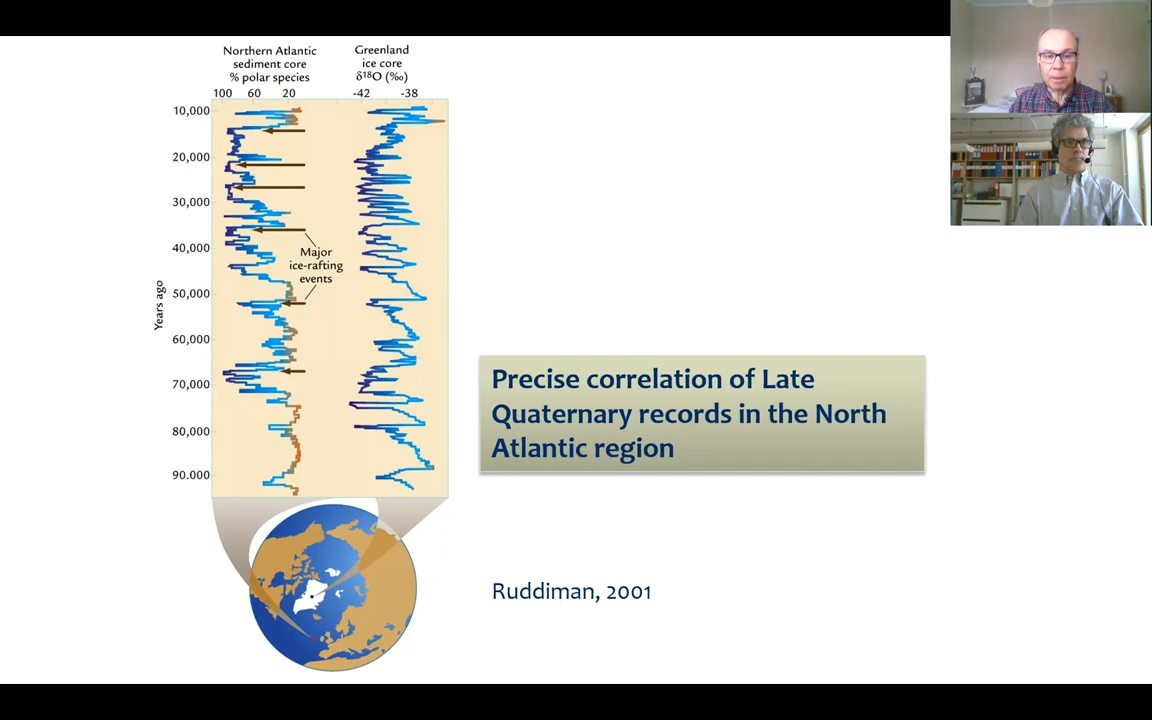 Northern Atlantic
sediment core
% polar species
100 60 20
Greenland
ice core
δ¹⁸O (‰)
-42 -38
Years ago
10,000
20,000
30,000
40,000
50,000
60,000
70,000
80,000
90.000
Major
ice-rafting
events
Precise correlation of Late
Quaternary records in the North
Atlantic region
Ruddiman, 2001